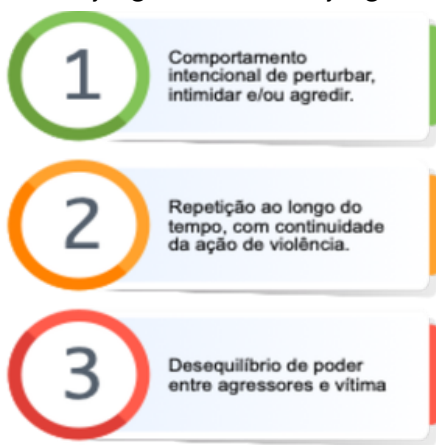 1
Comportamento
intencional de perturbar,
intimidar e/ou agredir.
2
Repetição ao longo do
tempo, com continuidade
da ação de violência.
3
Desequilíbrio de poder
entre agressores e vítima